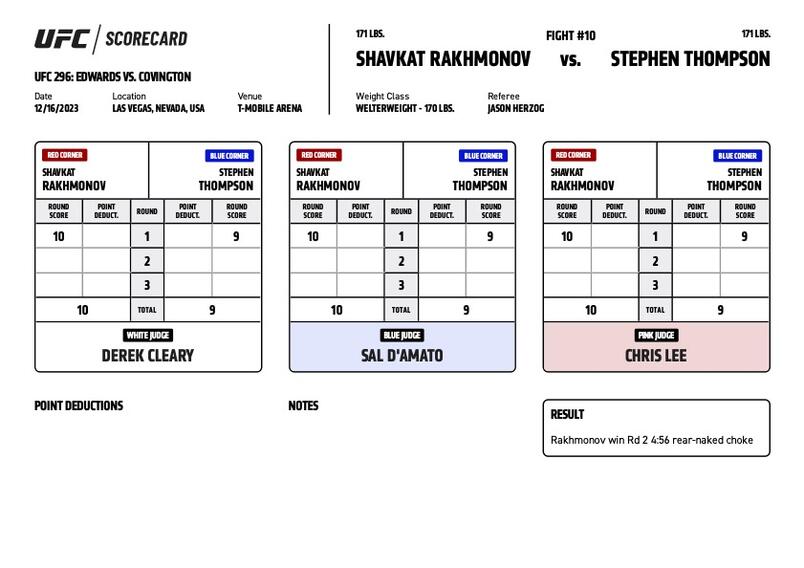 UFC / SCORECARD
UFC 296: EDWARDS VS. COVINGTON
Date Location Venue
12/16/2023 LAS VEGAS, NEVADA, USA T-MOBILE ARENA
171 LBS. FIGHT #10 171 LBS.
SHAVKAT RAKHMONOV vs. STEPHEN THOMPSON
Weight Class Referee
WELTERWEIGHT - 170 LBS. JASON HERZOG
RED CORNER BLUE CORNER
SHAVKAT STEPHEN
RAKHMONOV THOMPSON
ROUND POINT ROUND POINT ROUND
SCORE DEDUCT. DEDUCT. SCORE
10 1 9
2
3
10 TOTAL 9
WHITE JUDGE
DEREK CLEARY
RED CORNER BLUE CORNER
SHAVKAT STEPHEN
RAKHMONOV THOMPSON
ROUND POINT ROUND POINT ROUND
SCORE DEDUCT. DEDUCT. SCORE
10 1 9
2
3
10 TOTAL 9
BLUE JUDGE
SAL D'AMATO
RED CORNER BLUE CORNER
SHAVKAT STEPHEN
RAKHMONOV THOMPSON
ROUND POINT ROUND POINT ROUND
SCORE DEDUCT. DEDUCT. SCORE
10 1 9
2
3
10 TOTAL 9
PINK JUDGE
CHRIS LEE
POINT DEDUCTIONS
NOTES
RESULT
Rakhmonov win Rd 2 4:56 rear-naked choke